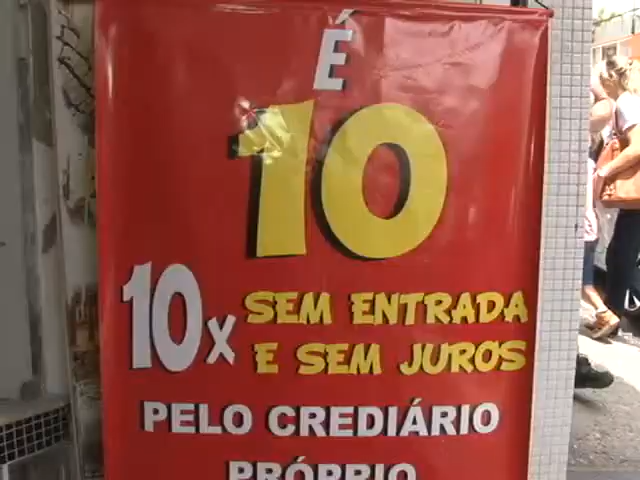 É
10
10x SEM ENTRADA
E SEM JUROS
PELO CREDIÁRIO
PRÓPRIO